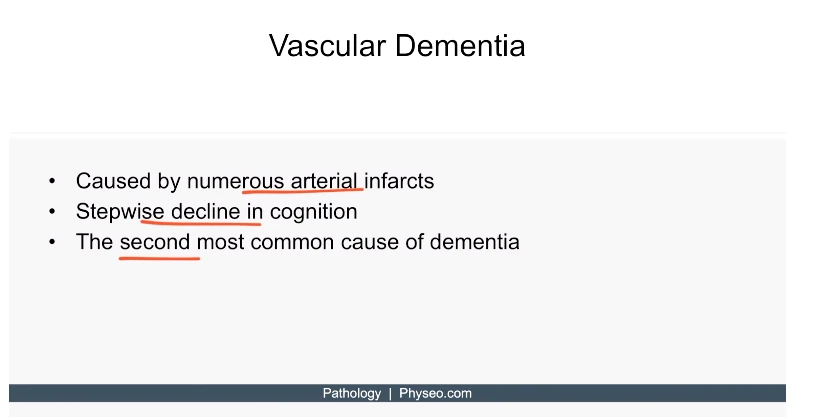 Vascular Dementia
• Caused by numerous arterial infarcts
• Stepwise decline in cognition
• The second most common cause of dementia
Pathology | Physeo.com